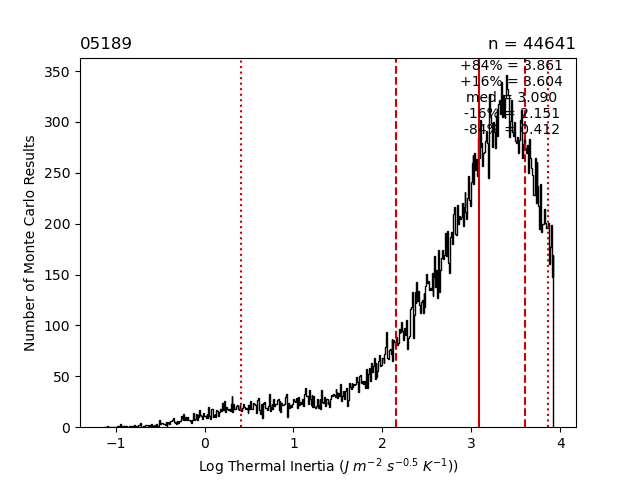 05189
n = 44641
+84% = 3.861
+16% = 3.604
med = 3.090
-16% = 2.151
-84% = 0.412
350
300
250
200
150
100
50
0
Number of Monte Carlo Results
−1
0
1
2
3
4
Log Thermal Inertia (J m⁻² s⁻⁰·⁵ K⁻¹))